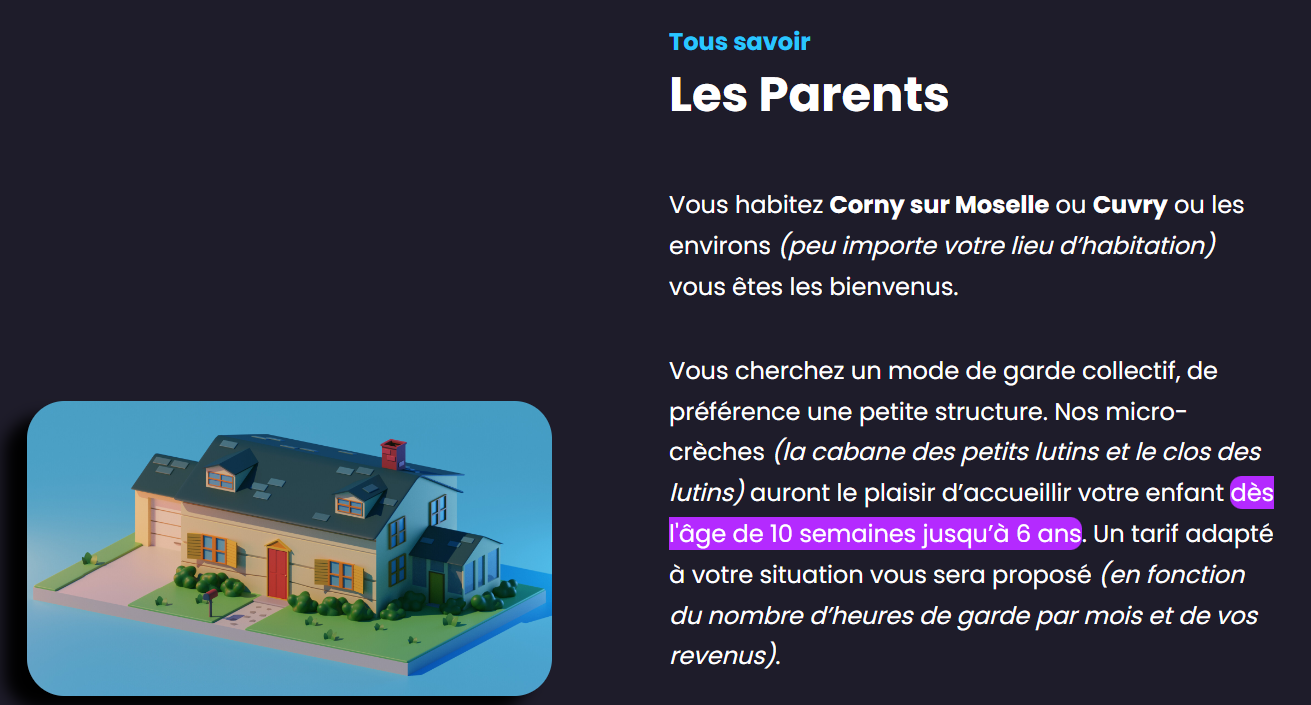 Tous savoir
Les Parents
Vous habitez Corny sur Moselle ou Cuvry ou les
environs (peu importe votre lieu d’habitation)
vous êtes les bienvenus.
Vous cherchez un mode de garde collectif, de
préférence une petite structure. Nos micro-
crèches (la cabane des petits lutins et le clos des
lutins) auront le plaisir d’accueillir votre enfant dès
l'âge de 10 semaines jusqu’à 6 ans. Un tarif adapté
à votre situation vous sera proposé (en fonction
du nombre d’heures de garde par mois et de vos
revenus).